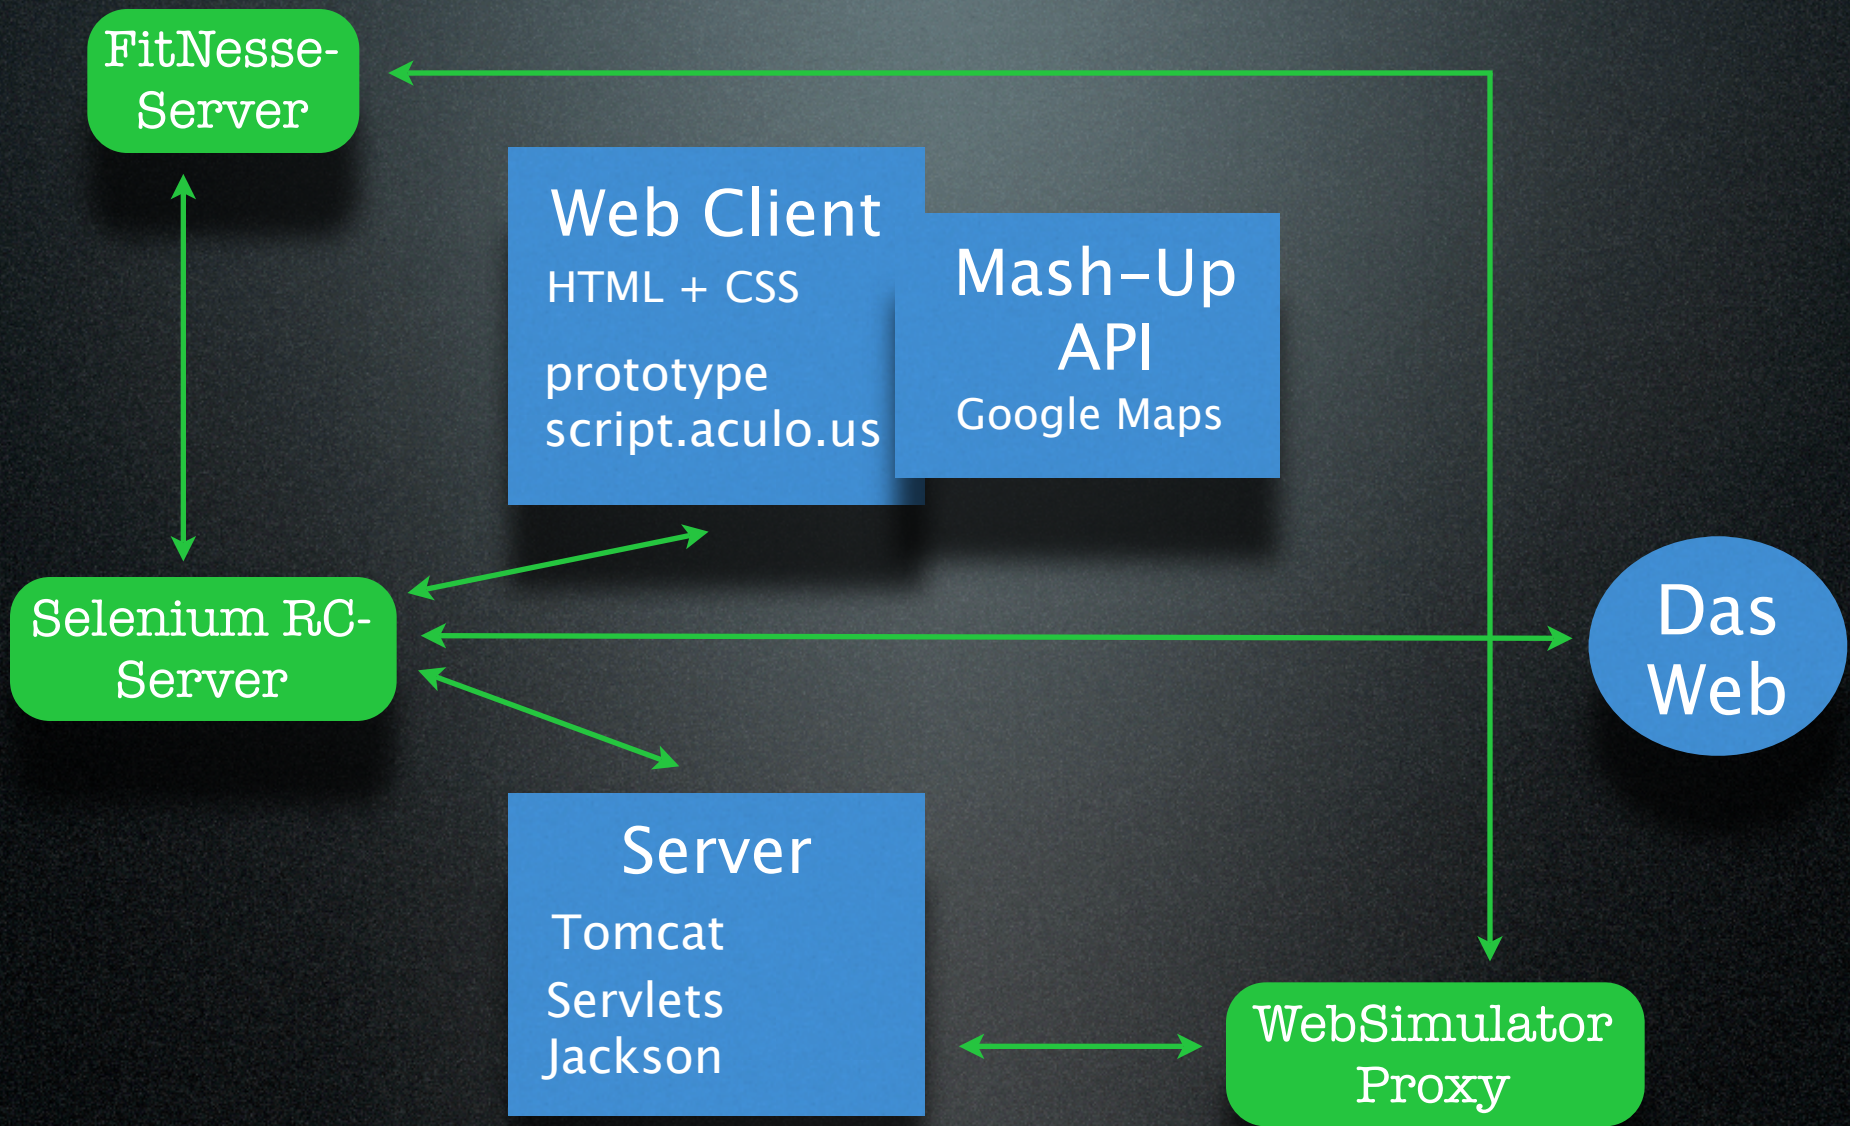 FitNesse-
Server
Web Client
HTML + CSS
prototype
script.aculo.us
Mash-Up
API
Google Maps
Selenium RC-
Server
Das
Web
Server
Tomcat
Servlets
Jackson
WebSimulator
Proxy